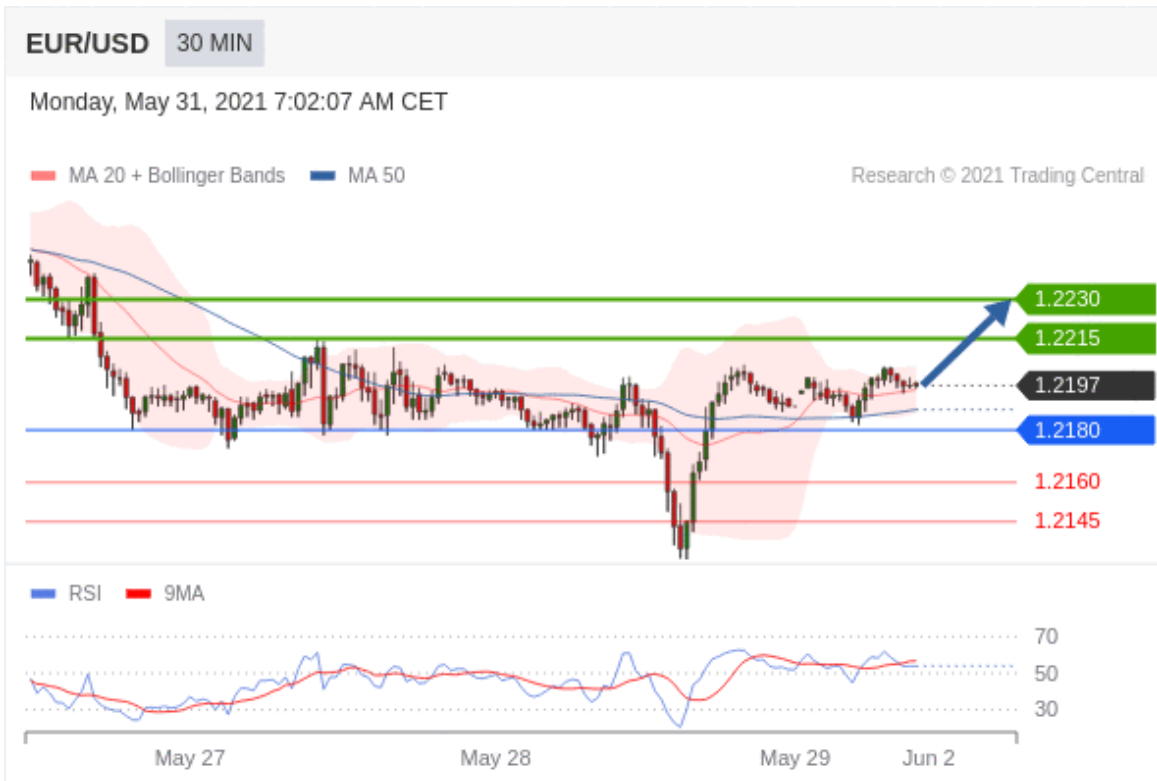 EUR/USD 30 MIN
Monday, May 31, 2021 7:02:07 AM CET
MA 20 + Bollinger Bands MA 50 Research © 2021 Trading Central
1.2230
1.2215
1.2197
1.2180
1.2160
1.2145
RSI 9MA
70
50
30
May 27 May 28 May 29 Jun 2